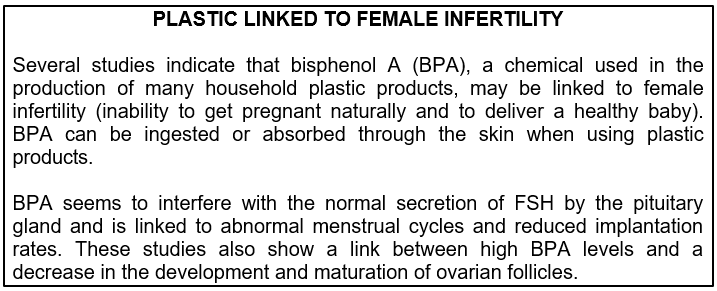 PLASTIC LINKED TO FEMALE INFERTILITY
Several studies indicate that bisphenol A (BPA), a chemical used in the
production of many household plastic products, may be linked to female
infertility (inability to get pregnant naturally and to deliver a healthy baby).
BPA can be ingested or absorbed through the skin when using plastic
products.
BPA seems to interfere with the normal secretion of FSH by the pituitary
gland and is linked to abnormal menstrual cycles and reduced implantation
rates. These studies also show a link between high BPA levels and a
decrease in the development and maturation of ovarian follicles.